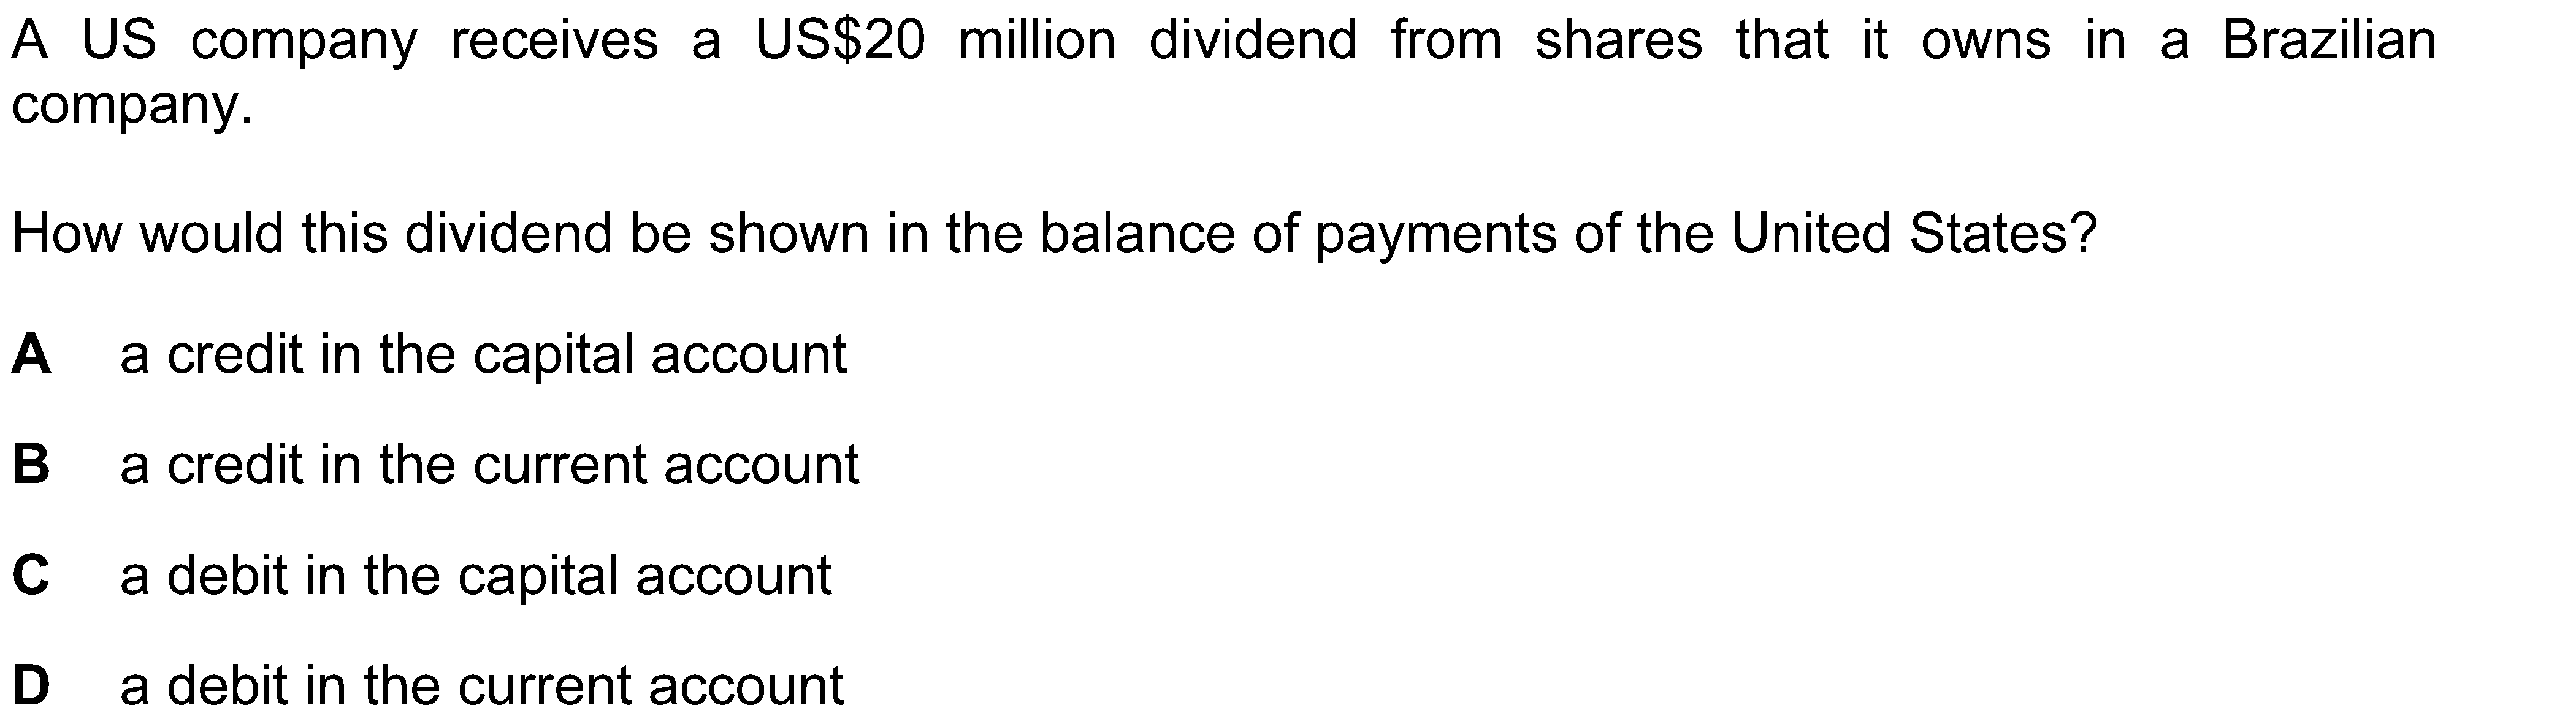 A US company receives a US$20 million dividend from shares that it owns in a Brazilian
company.
How would this dividend be shown in the balance of payments of the United States?
A a credit in the capital account
B a credit in the current account
C a debit in the capital account
D a debit in the current account